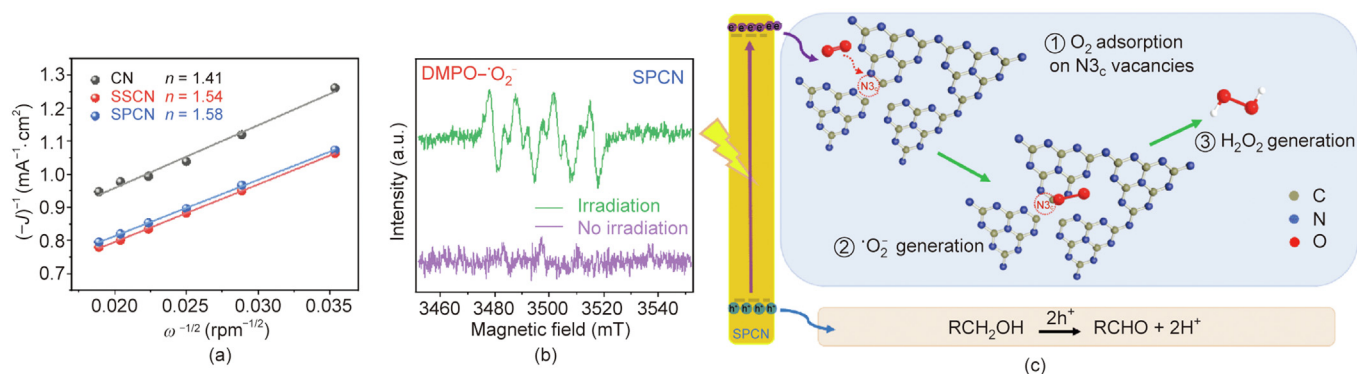 CN n = 1.41
SSCN n = 1.54
SPCN n = 1.58
1.3
1.2
1.1
1.0
0.9
0.8
0.7
(−J)⁻¹ (mA⁻¹·cm²)
0.020 0.025 0.030 0.035
ω⁻¹/² (rpm⁻¹/²)
(a)
DMPO–·O₂⁻ SPCN
Intensity (a.u.)
Irradiation
No irradiation
3460 3480 3500 3520 3540
Magnetic field (mT)
(b)
e e e e e e
① O₂ adsorption
on N3c vacancies
N3c
③ H₂O₂ generation
N3c
② ·O₂⁻ generation
C
N
O
h⁺ h⁺ h⁺ h⁺
SPCN
2h⁺
RCH₂OH → RCHO + 2H⁺
(c)